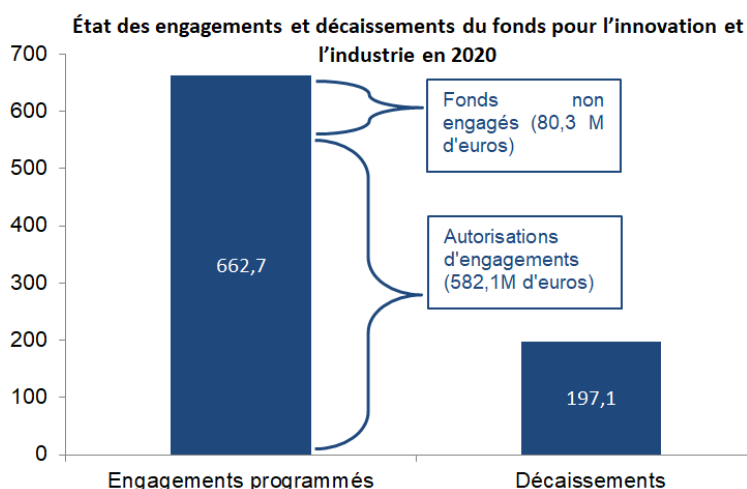 État des engagements et décaissements du fonds pour l’innovation et
l’industrie en 2020
700
600
500
400
300
200
100
0
662,7
Fonds non
engagés (80,3 M
d'euros)
Autorisations
d'engagements
(582,1M d'euros)
197,1
Engagements programmés
Décaissements